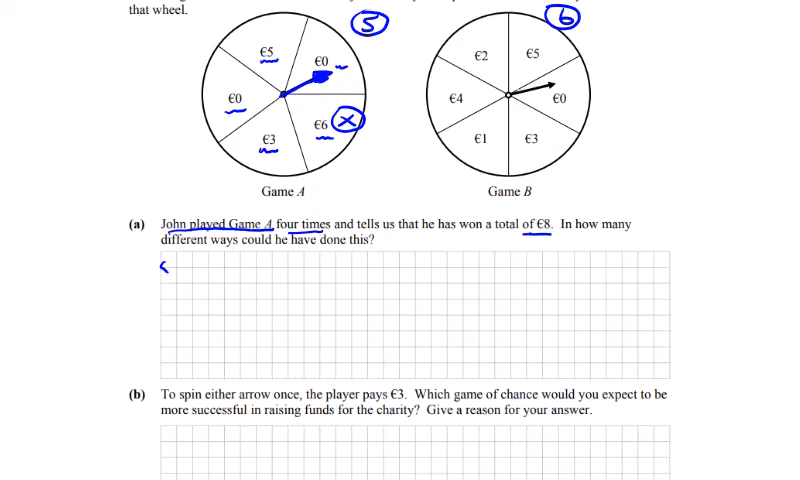 that wheel.
5
6
€5
€0
€2
€5
€0
€4
€0
€6
X
€3
€1
€3
Game A
Game B
(a) John played Game A four times and tells us that he has won a total of €8. In how many
different ways could he have done this?
(b) To spin either arrow once, the player pays €3. Which game of chance would you expect to be
more successful in raising funds for the charity? Give a reason for your answer.